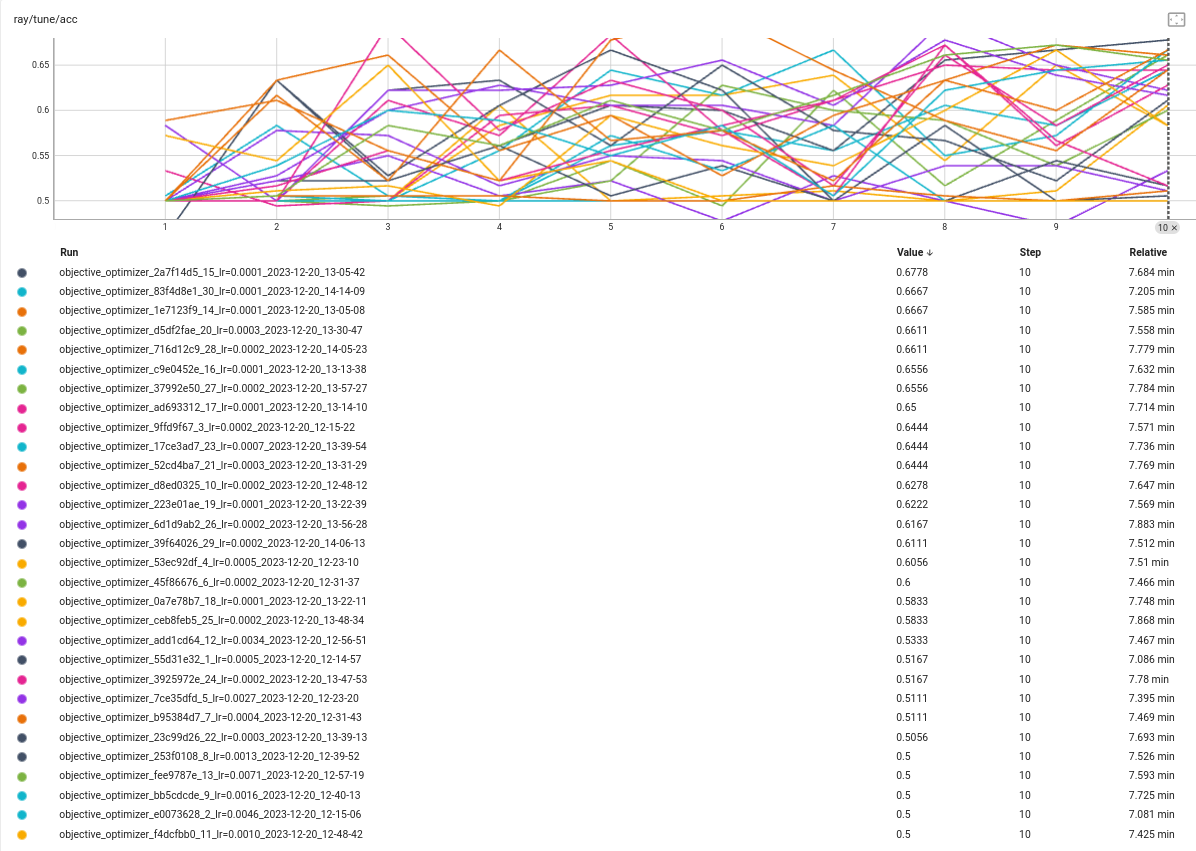 ray/tune/acc
0.65
0.6
0.55
0.5
1 2 3 4 5 6 7 8 9 10 ×
Run Value ↓ Step Relative
objective_optimizer_2a7f14d5_15_lr=0.0001_2023-12-20_13-05-42 0.6778 10 7.684 min
objective_optimizer_83f4d8e1_30_lr=0.0001_2023-12-20_14-14-09 0.6667 10 7.205 min
objective_optimizer_1e7123f9_14_lr=0.0001_2023-12-20_13-05-08 0.6667 10 7.585 min
objective_optimizer_d5df2fae_20_lr=0.0003_2023-12-20_13-30-47 0.6611 10 7.558 min
objective_optimizer_716d12c9_28_lr=0.0002_2023-12-20_14-05-23 0.6611 10 7.779 min
objective_optimizer_c9e0452e_16_lr=0.0001_2023-12-20_13-13-38 0.6556 10 7.632 min
objective_optimizer_37992e50_27_lr=0.0002_2023-12-20_13-57-27 0.6556 10 7.784 min
objective_optimizer_ad693312_17_lr=0.0001_2023-12-20_13-14-10 0.65 10 7.714 min
objective_optimizer_9ffd9f67_3_lr=0.0002_2023-12-20_12-15-22 0.6444 10 7.571 min
objective_optimizer_17ce3ad7_23_lr=0.0007_2023-12-20_13-39-54 0.6444 10 7.736 min
objective_optimizer_52cd4ba7_21_lr=0.0003_2023-12-20_13-31-29 0.6444 10 7.769 min
objective_optimizer_d8ed0325_10_lr=0.0002_2023-12-20_12-48-12 0.6278 10 7.647 min
objective_optimizer_223e01ae_19_lr=0.0001_2023-12-20_13-22-39 0.6222 10 7.569 min
objective_optimizer_6d1d9ab2_26_lr=0.0002_2023-12-20_13-56-28 0.6167 10 7.883 min
objective_optimizer_39f64026_29_lr=0.0002_2023-12-20_14-06-13 0.6111 10 7.512 min
objective_optimizer_53ec92df_4_lr=0.0005_2023-12-20_12-23-10 0.6056 10 7.51 min
objective_optimizer_45f86676_6_lr=0.0002_2023-12-20_12-31-37 0.6 10 7.466 min
objective_optimizer_0a7e78b7_18_lr=0.0001_2023-12-20_13-22-11 0.5833 10 7.748 min
objective_optimizer_ceb8feb5_25_lr=0.0002_2023-12-20_13-48-34 0.5833 10 7.868 min
objective_optimizer_add1cd64_12_lr=0.0034_2023-12-20_12-56-51 0.5333 10 7.467 min
objective_optimizer_55d31e32_1_lr=0.0005_2023-12-20_12-14-57 0.5167 10 7.086 min
objective_optimizer_3925972e_24_lr=0.0002_2023-12-20_13-47-53 0.5167 10 7.78 min
objective_optimizer_7ce35dfd_5_lr=0.0027_2023-12-20_12-23-20 0.5111 10 7.395 min
objective_optimizer_b95384d7_7_lr=0.0004_2023-12-20_12-31-43 0.5111 10 7.469 min
objective_optimizer_23c99d26_22_lr=0.0003_2023-12-20_13-39-13 0.5056 10 7.693 min
objective_optimizer_253f0108_8_lr=0.0013_2023-12-20_12-39-52 0.5 10 7.526 min
objective_optimizer_fee9787e_13_lr=0.0071_2023-12-20_12-57-19 0.5 10 7.593 min
objective_optimizer_bb5cdcde_9_lr=0.0016_2023-12-20_12-40-13 0.5 10 7.725 min
objective_optimizer_e0073628_2_lr=0.0046_2023-12-20_12-15-06 0.5 10 7.081 min
objective_optimizer_f4dcfbb0_11_lr=0.0010_2023-12-20_12-48-42 0.5 10 7.425 min